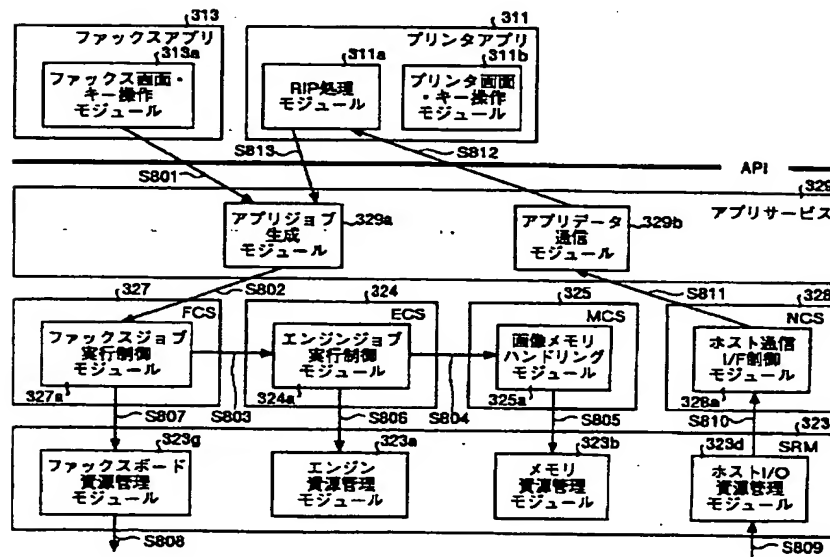 313
ファックスアプリ
313a
ファックス画面・
キー操作
モジュール
311
プリンタアプリ
311a
RIP処理
モジュール
311b
プリンタ画面
・キー操作
モジュール
S801
S813
S812
API
329
アプリサービス
アプリジョブ
生成
モジュール
329a
アプリデータ
通信
モジュール
329b
S802
S811
327
FCS
ファックスジョブ
実行制御
モジュール
327a
324
ECS
エンジンジョブ
実行制御
モジュール
324a
325
MCS
画像メモリ
ハンドリング
モジュール
325a
328
NCS
ホスト通信
I/F制御
モジュール
328a
S803
S804
S807
S806
S805
S810
323
SRM
323g
ファックスボード
資源管理
モジュール
323a
エンジン
資源管理
モジュール
323b
メモリ
資源管理
モジュール
323d
ホストI/O
資源管理
モジュール
S808
S809